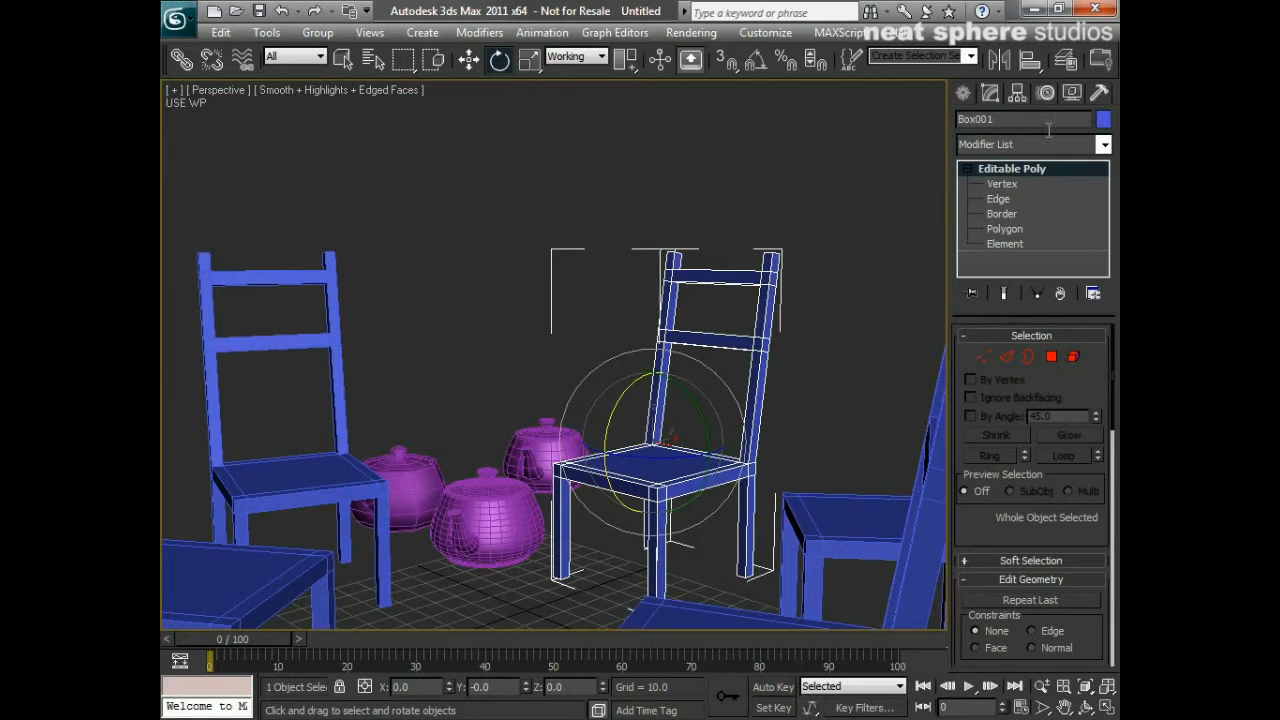 Autodesk 3ds Max 2011 x64 - Not for Resale Untitled
Type a keyword or phrase
Edit Tools Group Views Create Modifiers Animation Graph Editors Rendering Customize MAXScript
neat sphere studios
All
Working
Create Selection Se
[ + ] [ Perspective ] [ Smooth + Highlights + Edged Faces ]
USE WP
Box001
Modifier List
Editable Poly
Vertex
Edge
Border
Polygon
Element
- Selection
By Vertex
Ignore Backfacing
By Angle: 45.0
Shrink Grow
Ring Loop
Preview Selection
Off SubObj Multi
Whole Object Selected
+ Soft Selection
- Edit Geometry
Repeat Last
Constraints
None Edge
Face Normal
< 0 / 100 >
0 10 20 30 40 50 60 70 80 90 100
1 Object Sele X: 0.0 Y: -0.0 Z: 0.0 Grid = 10.0 Auto Key Selected
Welcome to M
Click and drag to select and rotate objects Add Time Tag Set Key Key Filters... 0